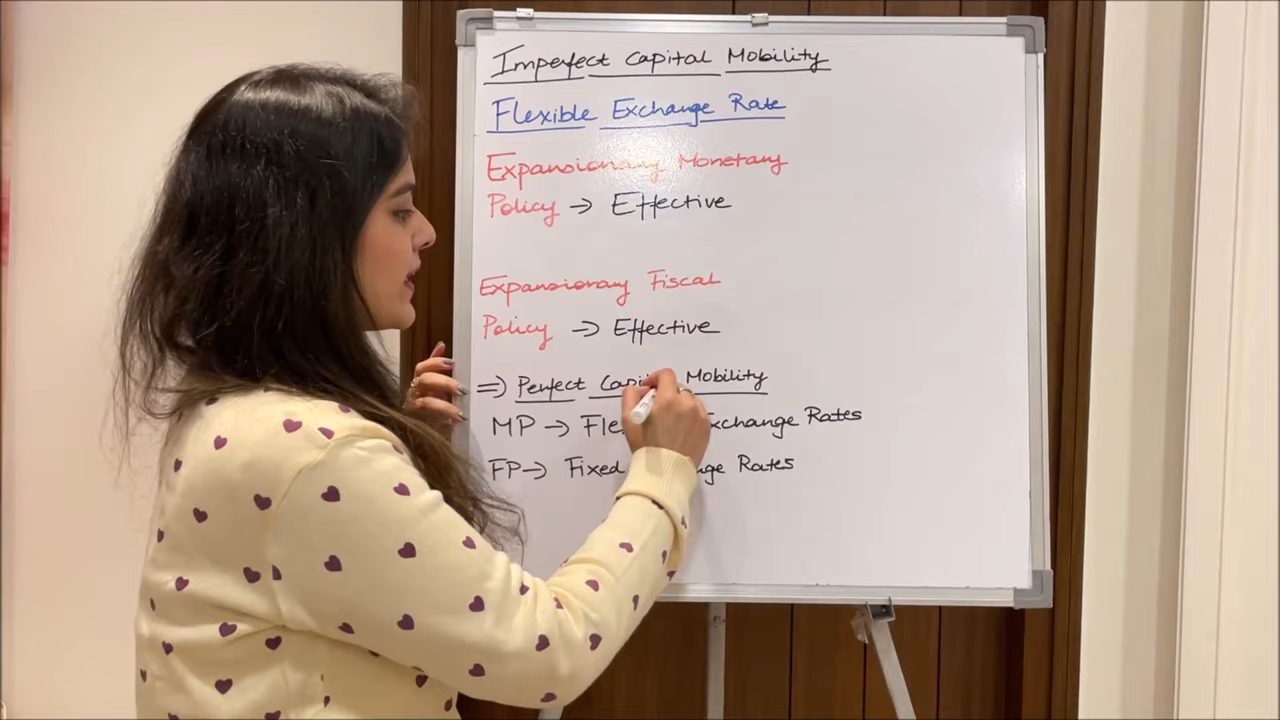 Imperfect Capital Mobility
Flexible Exchange Rate
Expansionary Monetary
Policy → Effective
Expansionary Fiscal
Policy → Effective
⇒) Perfect Mobility
MP → Exchange Rates
FP → Fixed Rates